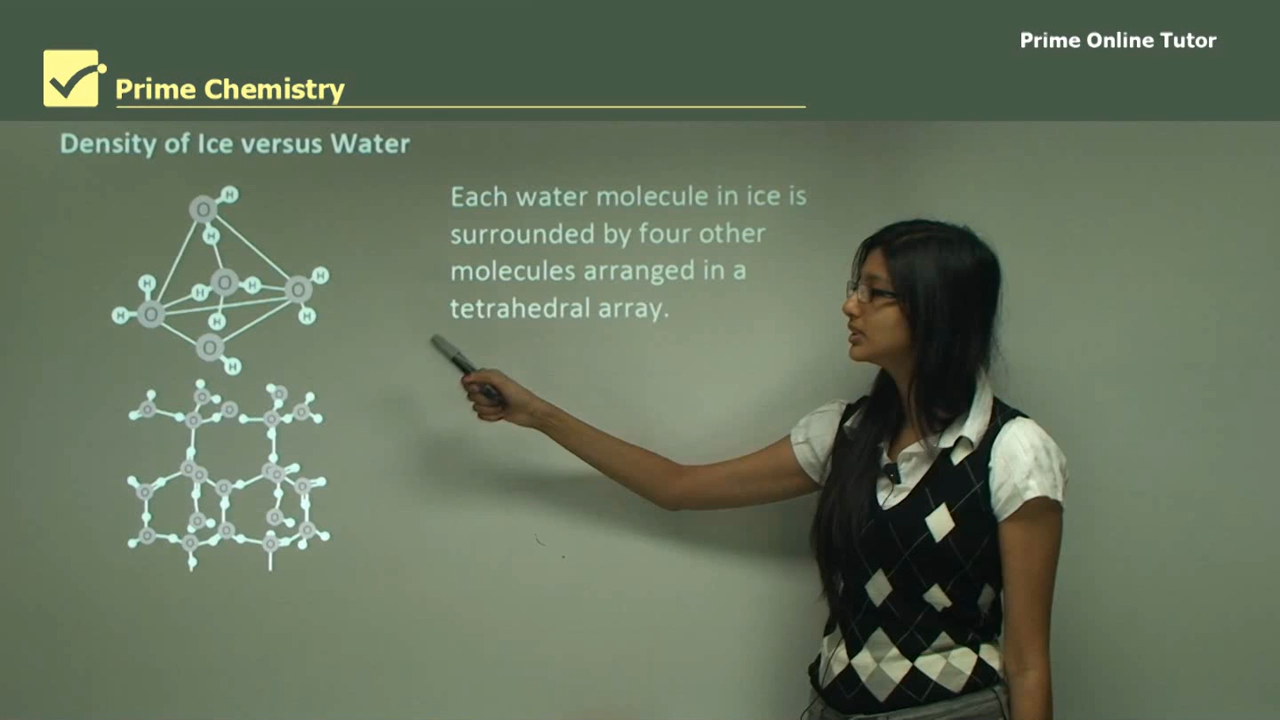 Prime Online Tutor
Prime Chemistry
Density of Ice versus Water
Each water molecule in ice is
surrounded by four other
molecules arranged in a
tetrahedral array.
H
O
H
H
O
H
H
O
H
H
O
H
H
O
H